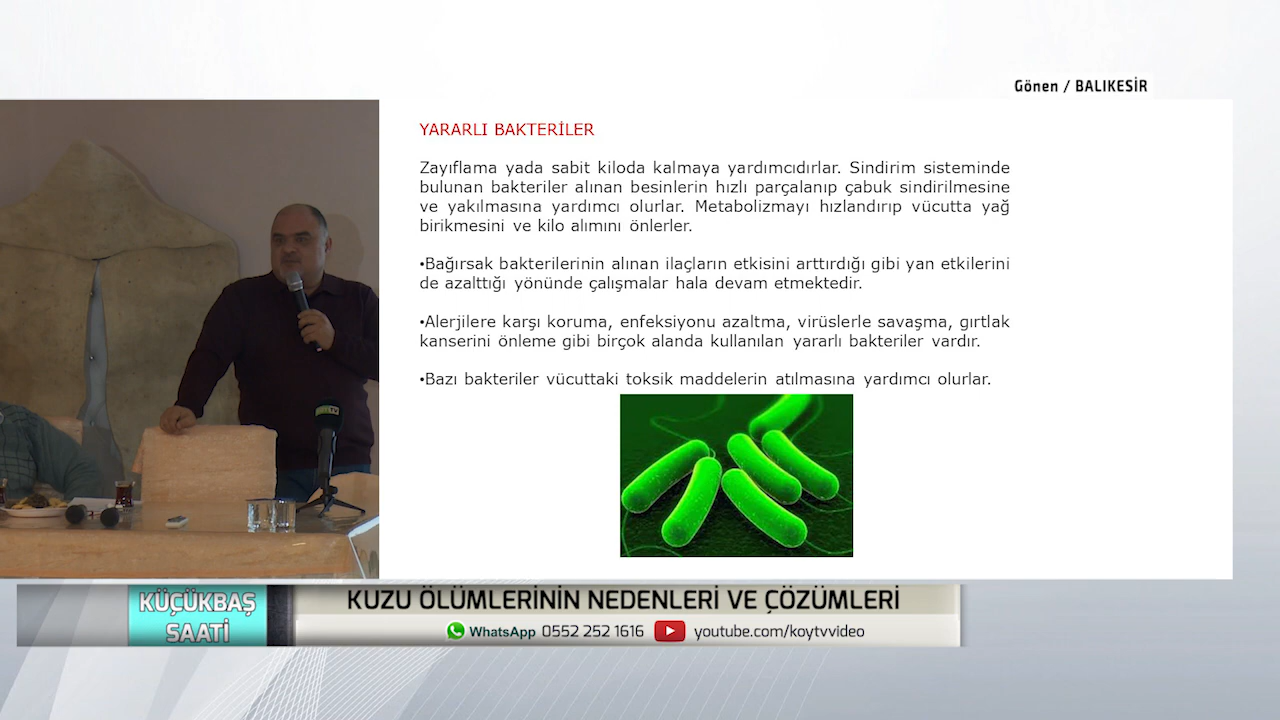 Gönen / BALIKESİR
YARARLI BAKTERİLER
Zayıflama yada sabit kiloda kalmaya yardımcıdırlar. Sindirim sisteminde
bulunan bakteriler alınan besinlerin hızlı parçalanıp çabuk sindirilmesine
ve yakılmasına yardımcı olurlar. Metabolizmayı hızlandırıp vücutta yağ
birikmesini ve kilo alımını önlerler.
•Bağırsak bakterilerinin alınan ilaçların etkisini arttırdığı gibi yan etkilerini
de azalttığı yönünde çalışmalar hala devam etmektedir.
•Alerjilere karşı koruma, enfeksiyonu azaltma, virüslerle savaşma, gırtlak
kanserini önleme gibi birçok alanda kullanılan yararlı bakteriler vardır.
•Bazı bakteriler vücuttaki toksik maddelerin atılmasına yardımcı olurlar.
KÜÇÜKBAŞ
SAATİ
KUZU ÖLÜMLERİNİN NEDENLERİ VE ÇÖZÜMLERİ
WhatsApp 0552 252 1616 youtube.com/koytvvideo